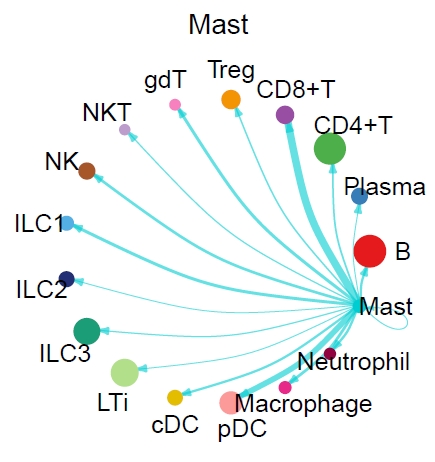 Mast
Treg
gdT
CD8+T
NKT
CD4+T
NK
Plasma
ILC1
B
ILC2
Mast
ILC3
Neutrophil
LTi
Macrophage
cDC
pDC